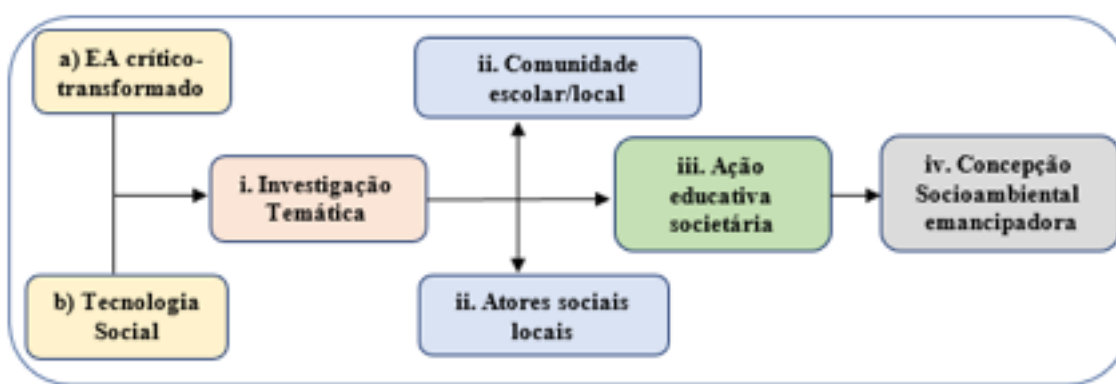 a) EA crítico-
transformado
ii. Comunidade
escolar/local
i. Investigação
Temática
iii. Ação
educativa
societária
iv. Concepção
Socioambiental
emancipadora
b) Tecnologia
Social
ii. Atores sociais
locais